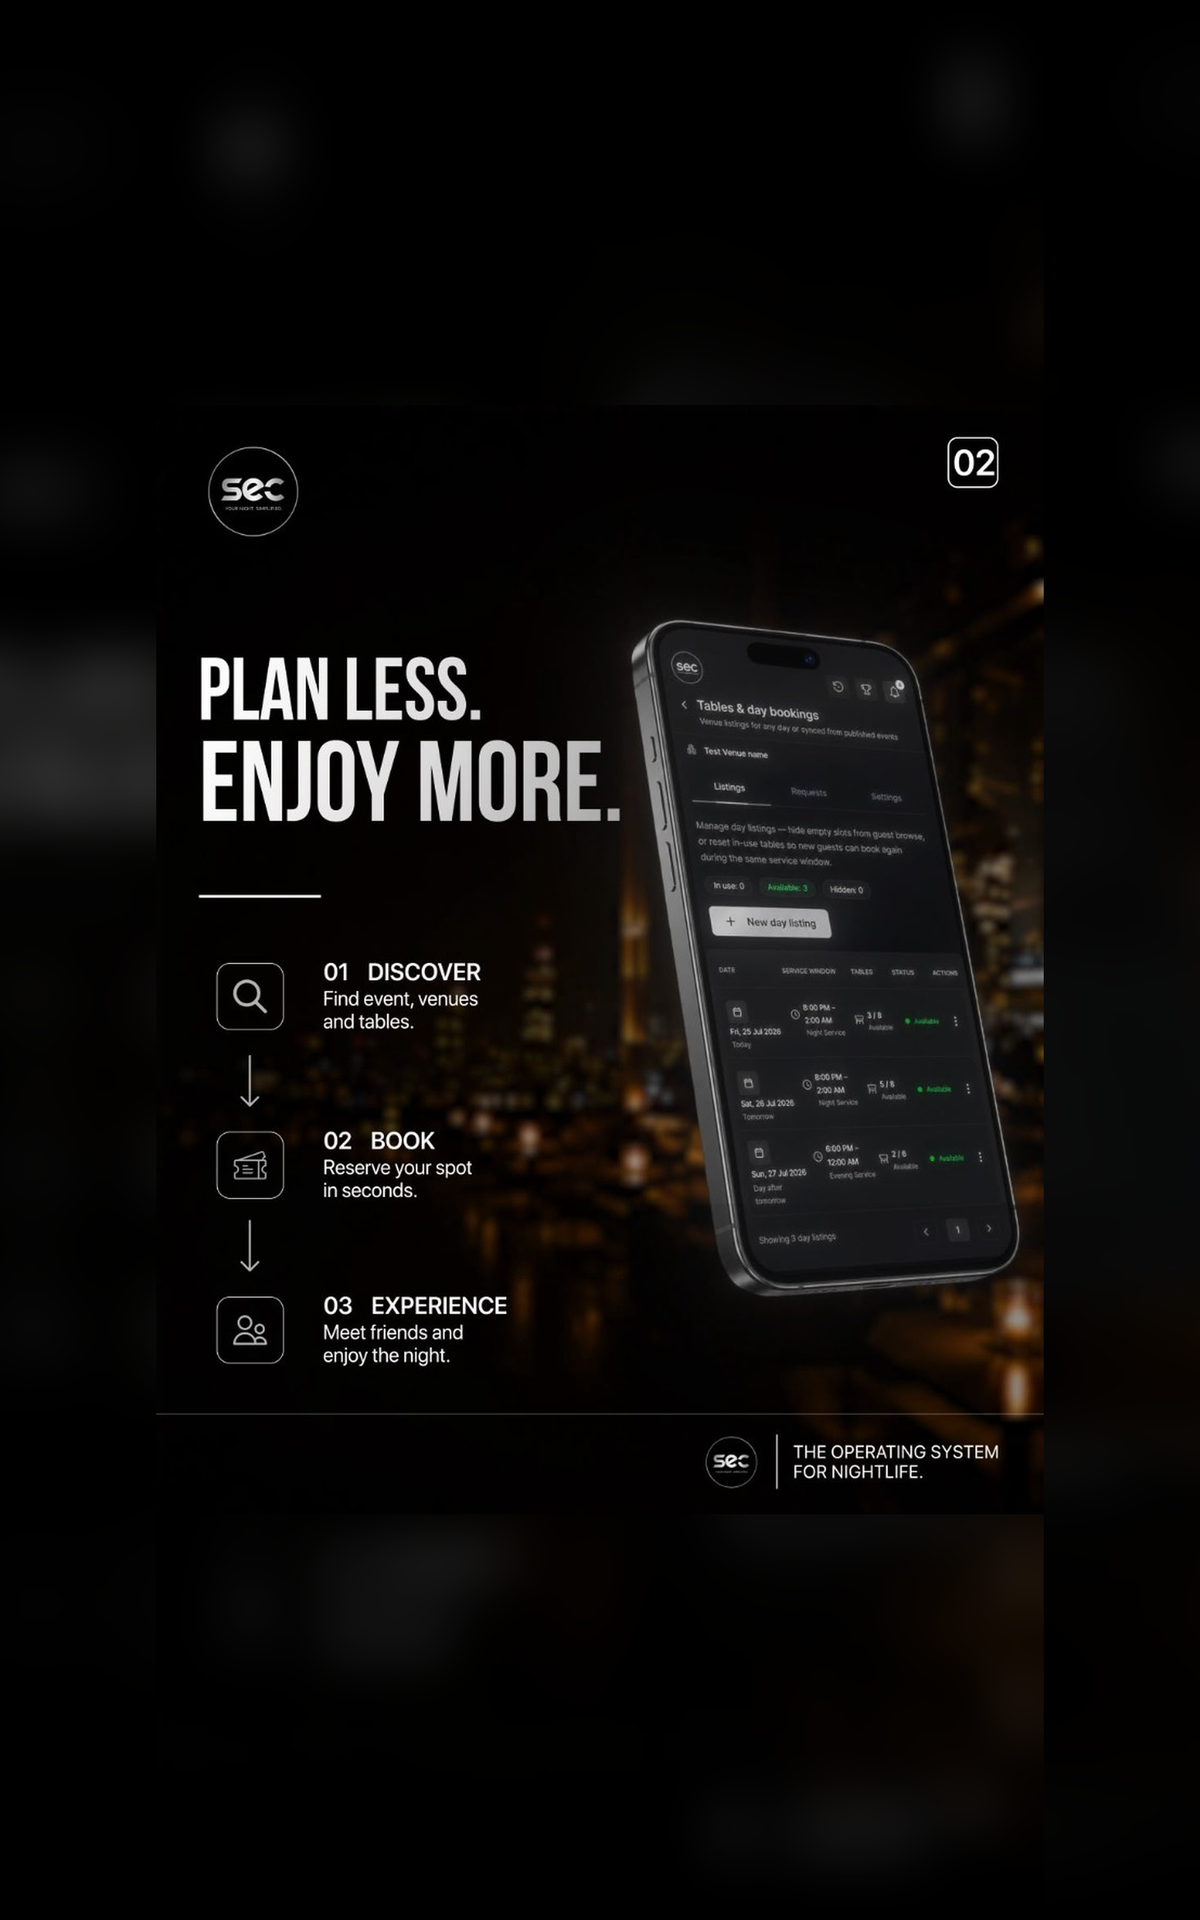 sec
YOUR NIGHT. SIMPLIFIED.
02
PLAN LESS.
ENJOY MORE.
01 DISCOVER
Find event, venues
and tables.
02 BOOK
Reserve your spot
in seconds.
03 EXPERIENCE
Meet friends and
enjoy the night.
sec
Tables & day bookings
Venue listings for any day or synced from published events
Test Venue name
Listings
Requests
Settings
Manage day listings — hide empty slots from guest browse,
or reset in-use tables so new guests can book again
during the same service window.
In use: 0
Available: 3
Hidden: 0
+ New day listing
DATE SERVICE WINDOW TABLES STATUS ACTIONS
Fri, 25 Jul 2026
Today
8:00 PM –
2:00 AM
Night Service
3 / 8
Available
Available
Sat, 26 Jul 2026
Tomorrow
8:00 PM –
2:00 AM
Night Service
5 / 8
Available
Available
Sun, 27 Jul 2026
Day after
tomorrow
6:00 PM –
12:00 AM
Evening Service
2 / 6
Available
Available
Showing 3 day listings
1
sec
THE OPERATING SYSTEM
FOR NIGHTLIFE.